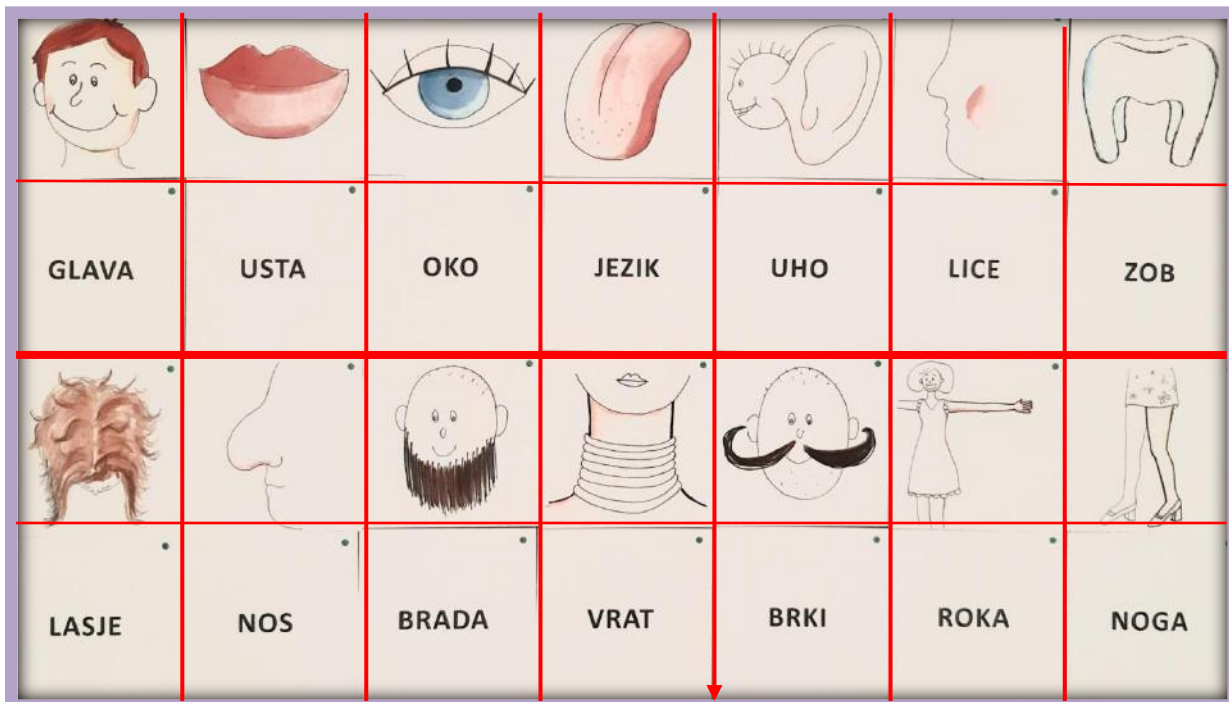 GLAVA
USTA
OKO
JEZIK
UHO
LICE
ZOB
LASJE
NOS
BRADA
VRAT
BRKI
ROKA
NOGA